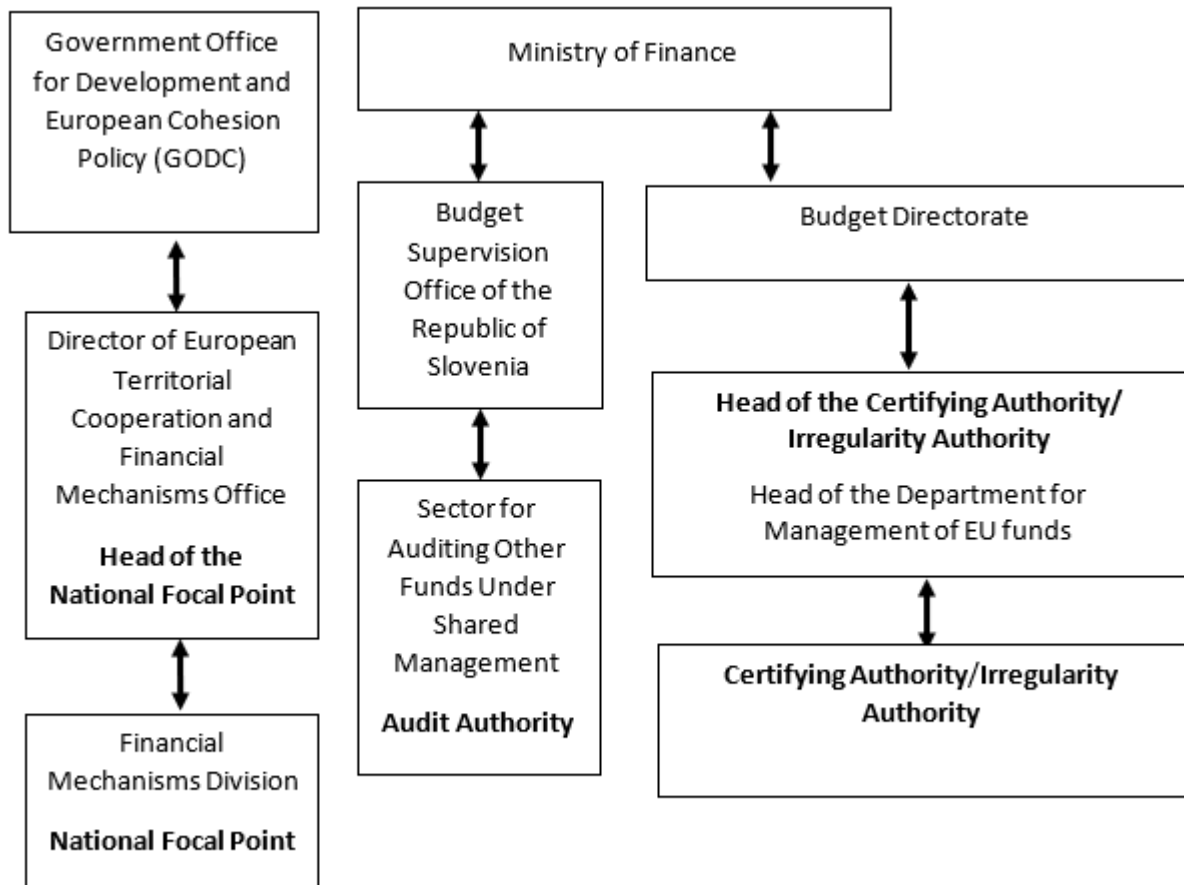 Government Office
for Development and
European Cohesion
Policy (GODC)
Ministry of Finance
Budget
Supervision
Office of the
Republic of
Slovenia
Budget Directorate
Director of European
Territorial
Cooperation and
Financial
Mechanisms Office
Head of the
National Focal Point
Head of the Certifying Authority/
Irregularity Authority
Head of the Department for
Management of EU funds
Sector for
Auditing Other
Funds Under
Shared
Management
Audit Authority
Certifying Authority/Irregularity
Authority
Financial
Mechanisms Division
National Focal Point